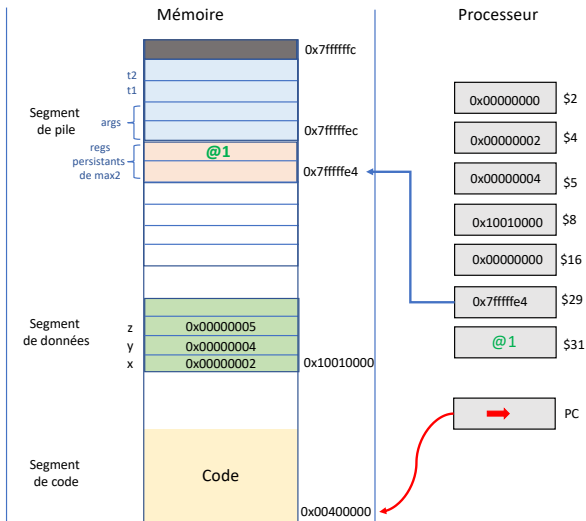 Mémoire
Processeur
0x7ffffffc
t2
t1
0x00000000 $2
Segment
de pile
args
0x7fffffec
0x00000002 $4
regs
persistants
de max2
@1
0x7fffffe4
0x00000004 $5
0x10010000 $8
0x00000000 $16
0x7fffffe4 $29
Segment
de données
z 0x00000005
y 0x00000004
x 0x00000002 0x10010000
@1 $31
PC
Segment
de code
Code
0x00400000